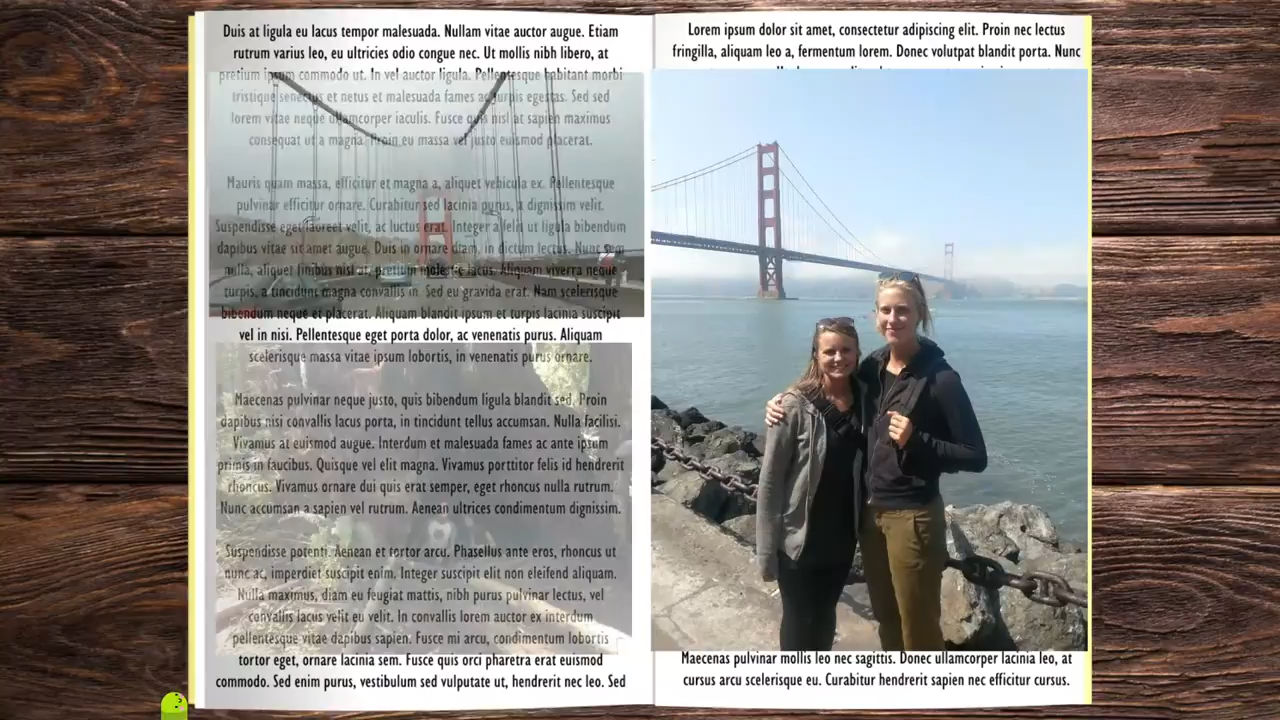 Duis at ligula eu lacus tempor malesuada. Nullam vitae auctor augue. Etiam
rutrum varius leo, eu ultricies odio congue nec. Ut mollis nibh libero, at
pretium ipsum commodo ut. In vel auctor ligula. Pellentesque habitant morbi
tristique senectus et netus et malesuada fames ac turpis egestas. Sed sed
lorem vitae neque ullamcorper iaculis. Fusce quis nisl at sapien maximus
consequat ut a magna. Proin eu massa vel justo euismod placerat.
Mauris quam massa, efficitur et magna a, aliquet vehicula ex. Pellentesque
pulvinar efficitur ornare. Curabitur sed lacinia purus, a dignissim velit.
Suspendisse eget laoreet velit, ac luctus erat. Integer a felis ut ligula bibendum
dapibus vitae sit amet augue. Duis in ornare diam, in dictum lectus. Nunc sem
nulla, aliquet finibus nisl at, pretium molestie lacus. Aliquam viverra neque
turpis, a tincidunt magna convallis in. Sed eu gravida erat. Nam scelerisque
bibendum neque et placerat. Aliquam blandit ipsum et turpis lacinia suscipit
vel in nisi. Pellentesque eget porta dolor, ac venenatis purus. Aliquam
scelerisque massa vitae ipsum lobortis, in venenatis purus ornare.
Maecenas pulvinar neque justo, quis bibendum ligula blandit sed. Proin
dapibus nisi convallis lacus porta, in tincidunt tellus accumsan. Nulla facilisi.
Vivamus at euismod augue. Interdum et malesuada fames ac ante ipsum
primis in faucibus. Quisque vel elit magna. Vivamus porttitor felis id hendrerit
rhoncus. Vivamus ornare dui quis erat semper, eget rhoncus nulla rutrum.
Nunc accumsan a sapien vel rutrum. Aenean ultrices condimentum dignissim.
Suspendisse potenti. Aenean et tortor arcu. Phasellus ante eros, rhoncus ut
nunc ac, imperdiet suscipit enim. Integer suscipit elit non eleifend aliquam.
Nulla maximus, diam eu feugiat mattis, nibh purus pulvinar lectus, vel
convallis lacus velit eu velit. In convallis lorem auctor ex interdum
pellentesque vitae dapibus sapien. Fusce mi arcu, condimentum lobortis
tortor eget, ornare lacinia sem. Fusce quis orci pharetra erat euismod
commodo. Sed enim purus, vestibulum sed vulputate ut, hendrerit nec leo. Sed
Lorem ipsum dolor sit amet, consectetur adipiscing elit. Proin nec lectus
fringilla, aliquam leo a, fermentum lorem. Donec volutpat blandit porta. Nunc
Maecenas pulvinar mollis leo nec sagittis. Donec ullamcorper lacinia leo, at
cursus arcu scelerisque eu. Curabitur hendrerit sapien nec efficitur cursus.